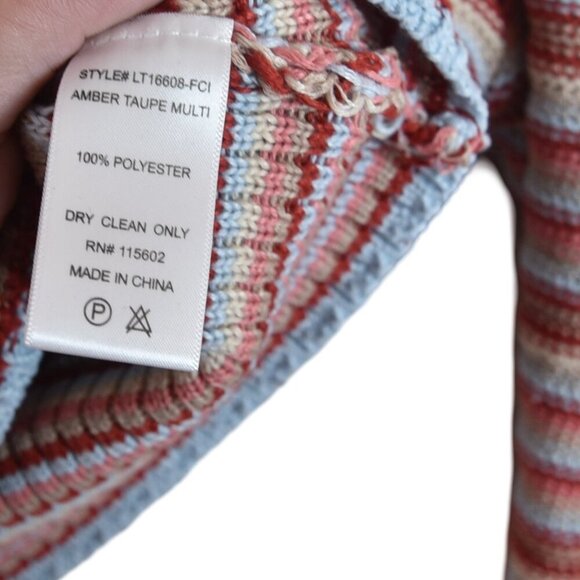 STYLE# LT16608-FCI
AMBER TAUPE MULTI
100% POLYESTER
DRY CLEAN ONLY
RN# 115602
MADE IN CHINA
P